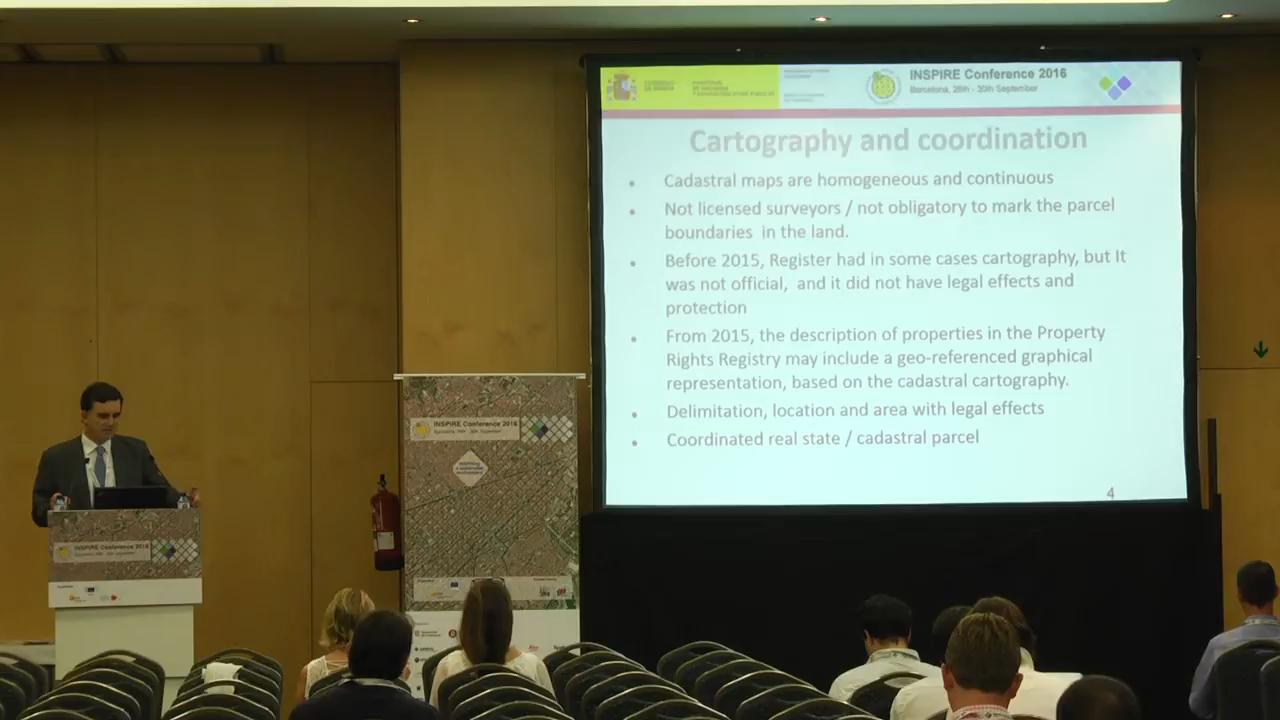 INSPIRE Conference 2016
Barcelona, 26th - 30th September
Cartography and coordination
• Cadastral maps are homogeneous and continuous
• Not licensed surveyors / not obligatory to mark the parcel
boundaries in the land.
• Before 2015, Register had in some cases cartography, but It
was not official, and it did not have legal effects and
protection
• From 2015, the description of properties in the Property
Rights Registry may include a geo-referenced graphical
representation, based on the cadastral cartography.
• Delimitation, location and area with legal effects
• Coordinated real state / cadastral parcel
4
INSPIRE Conference 2016
INSPIRE Conference 2016